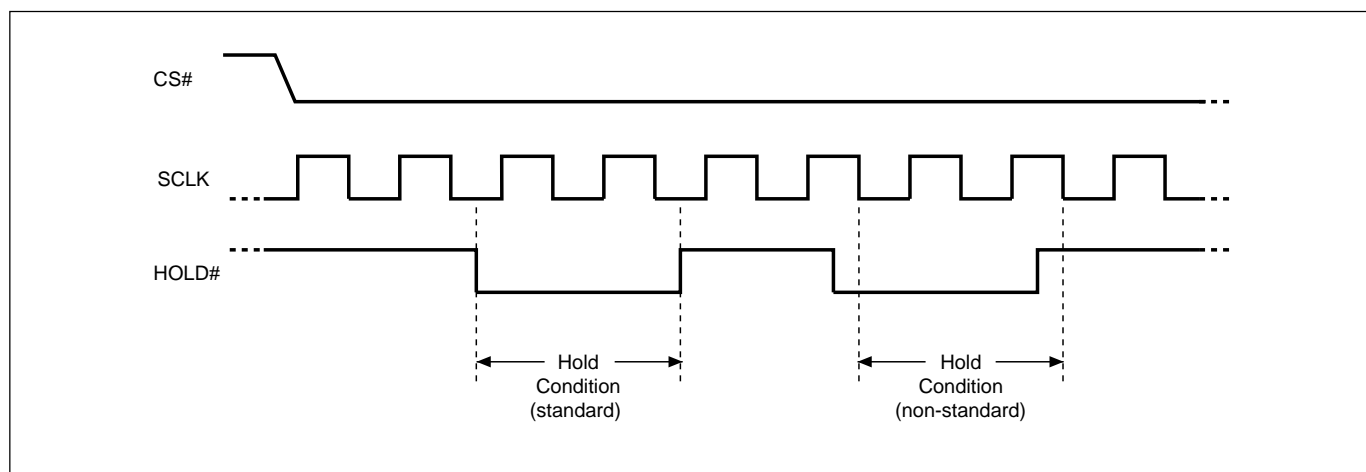 CS#
SCLK
HOLD#
Hold
Condition
(standard)
Hold
Condition
(non-standard)